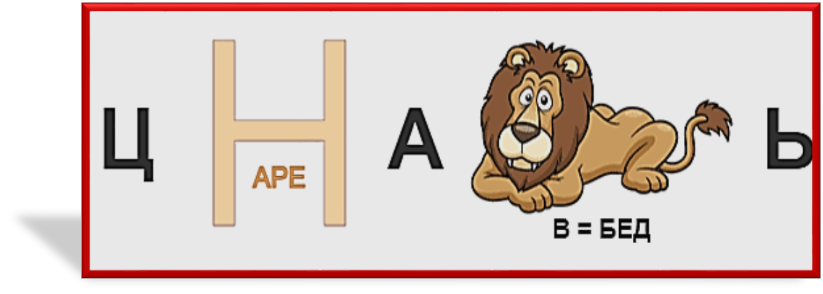 Ц Н А Ь
АРЕ
В = БЕД